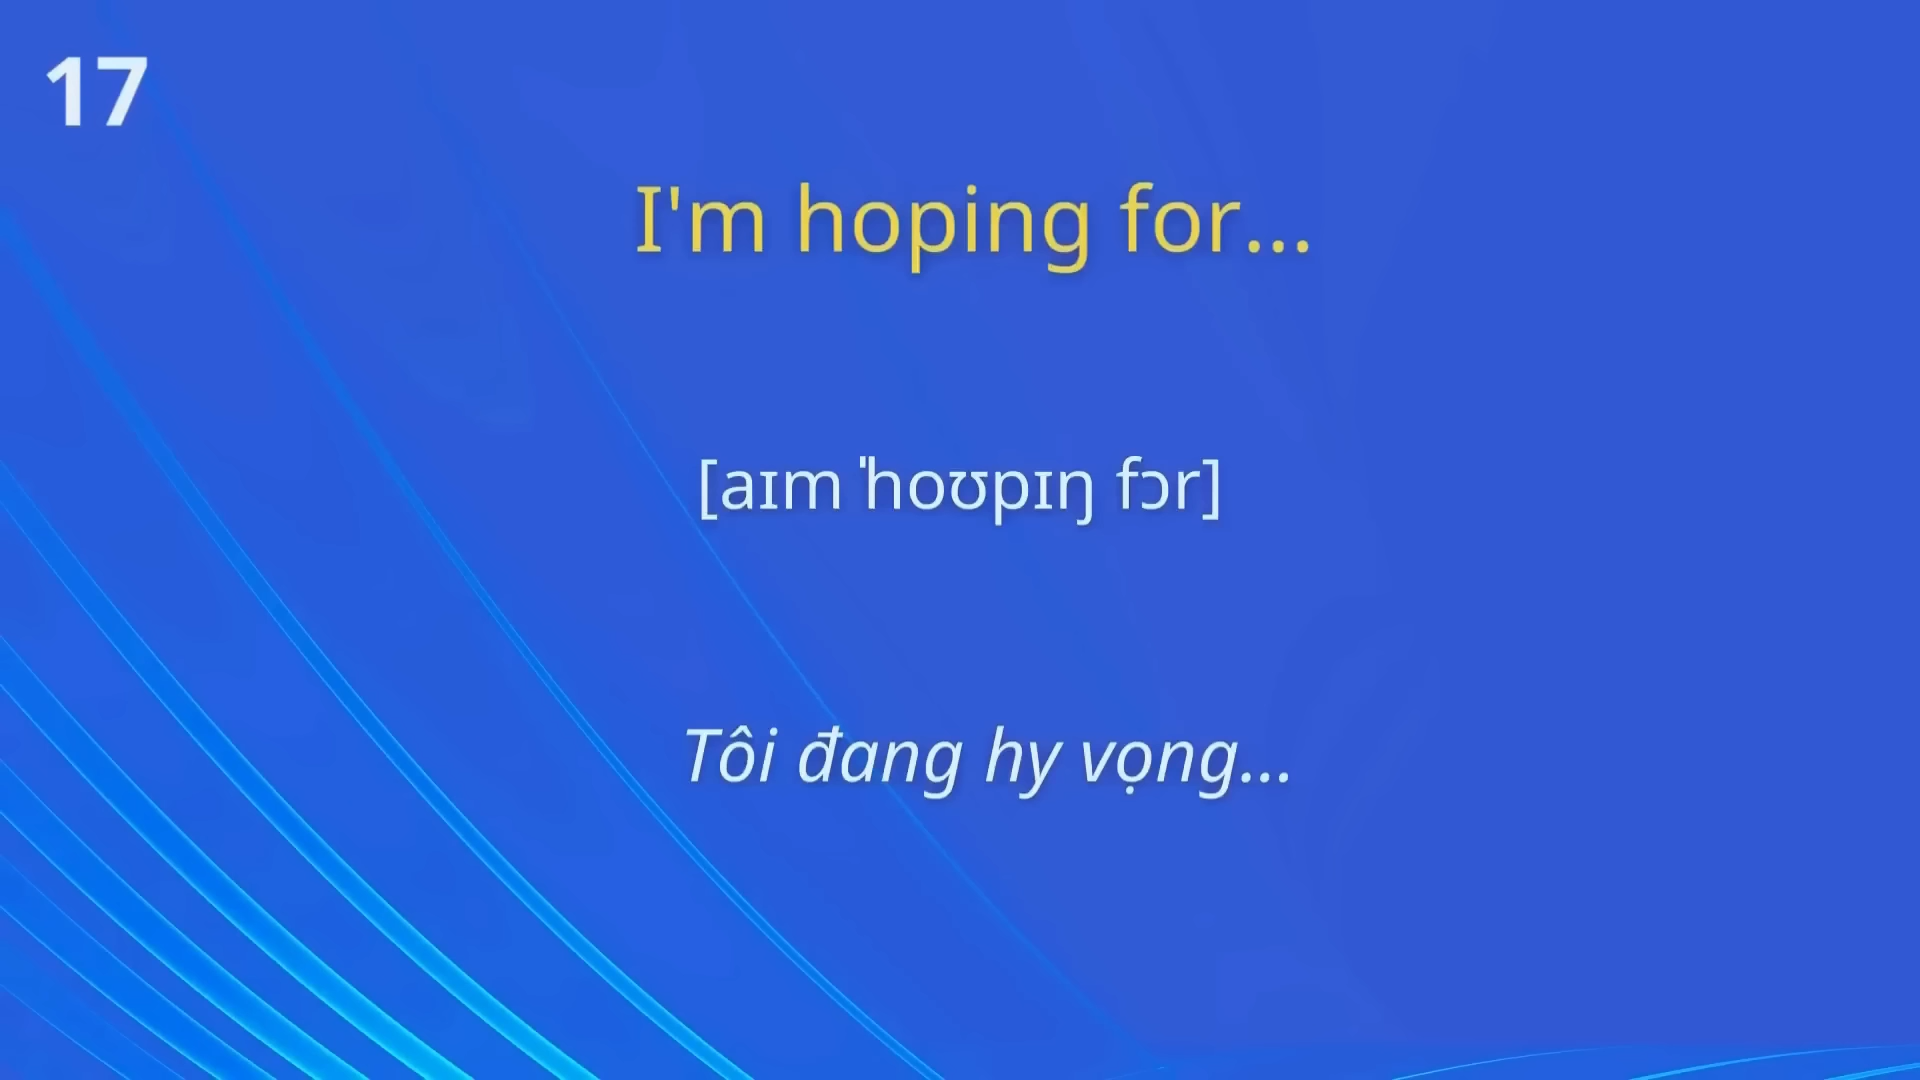 17
I'm hoping for...
[aɪm ˈhoʊpɪŋ fɔr]
Tôi đang hy vọng...